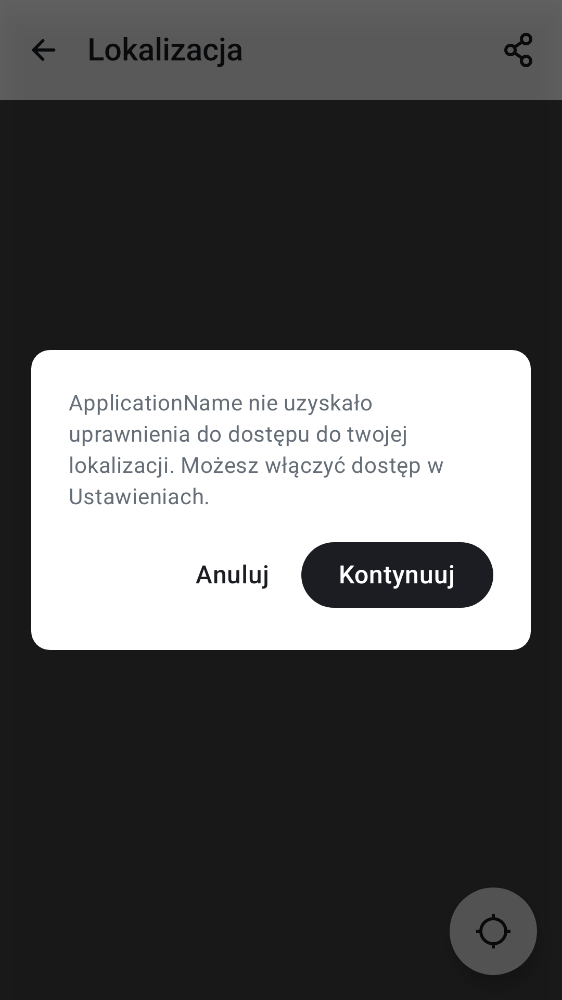 Lokalizacja
ApplicationName nie uzyskało
uprawnienia do dostępu do twojej
lokalizacji. Możesz włączyć dostęp w
Ustawieniach.
Anuluj
Kontynuuj